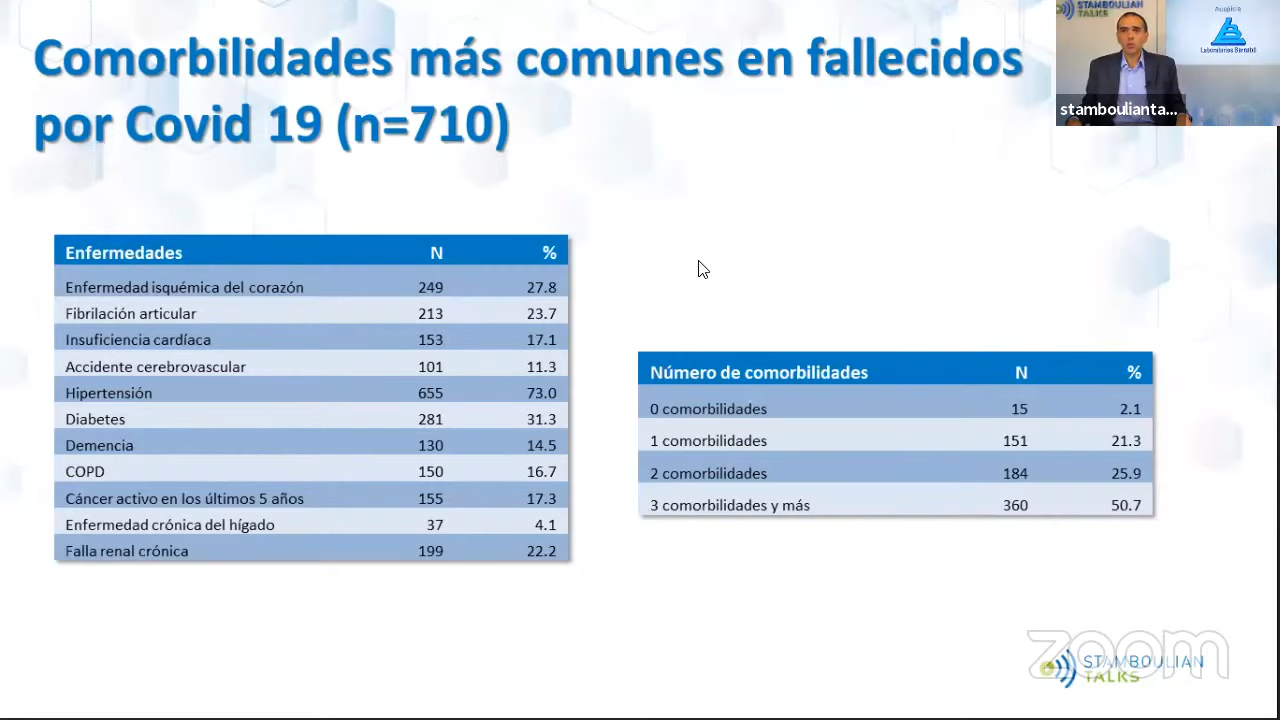 Comorbilidades más comunes en fallecidos
por Covid 19 (n=710)
STAMBOULIAN
TALKS
Auspicia
Laboratorios Bernabó
stamboulianta...
Enfermedades N %
Enfermedad isquémica del corazón 249 27.8
Fibrilación articular 213 23.7
Insuficiencia cardíaca 153 17.1
Accidente cerebrovascular 101 11.3
Hipertensión 655 73.0
Diabetes 281 31.3
Demencia 130 14.5
COPD 150 16.7
Cáncer activo en los últimos 5 años 155 17.3
Enfermedad crónica del hígado 37 4.1
Falla renal crónica 199 22.2
Número de comorbilidades N %
0 comorbilidades 15 2.1
1 comorbilidades 151 21.3
2 comorbilidades 184 25.9
3 comorbilidades y más 360 50.7
zoom
STAMBOULIAN
TALKS